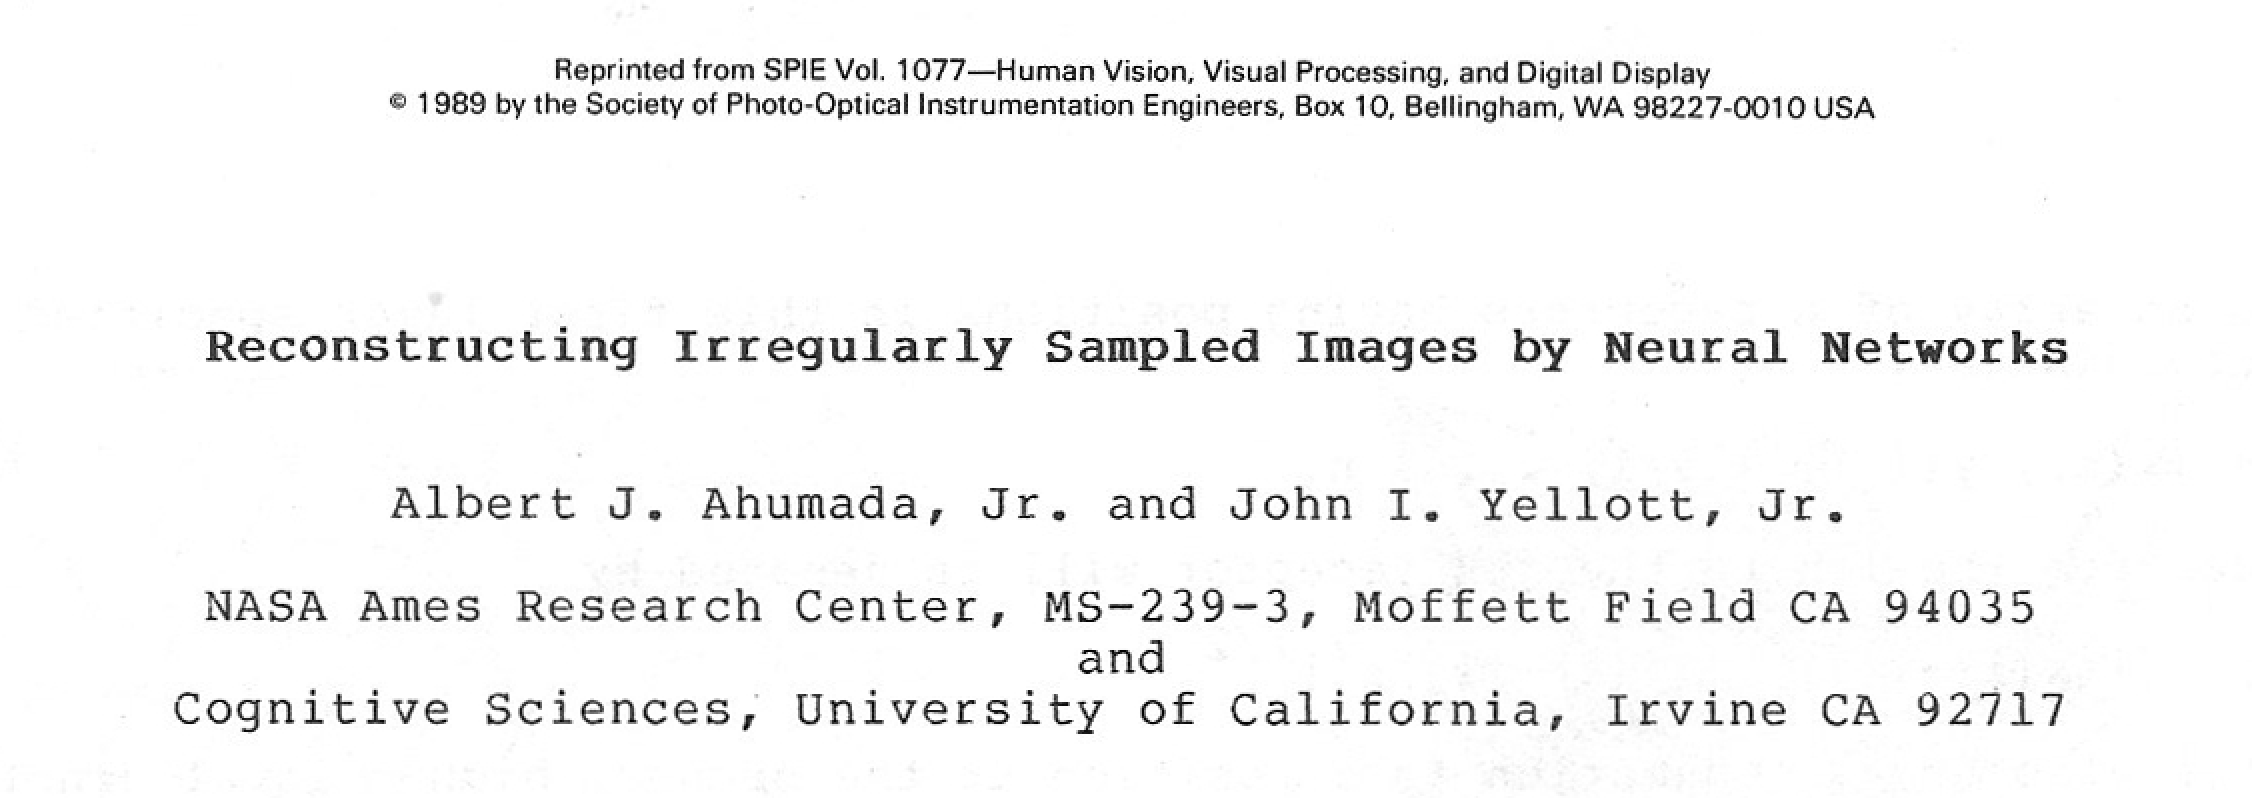 Reprinted from SPIE Vol. 1077—Human Vision, Visual Processing, and Digital Display
© 1989 by the Society of Photo-Optical Instrumentation Engineers, Box 10, Bellingham, WA 98227-0010 USA
Reconstructing Irregularly Sampled Images by Neural Networks
Albert J. Ahumada, Jr. and John I. Yellott, Jr.
NASA Ames Research Center, MS-239-3, Moffett Field CA 94035
and
Cognitive Sciences, University of California, Irvine CA 92717